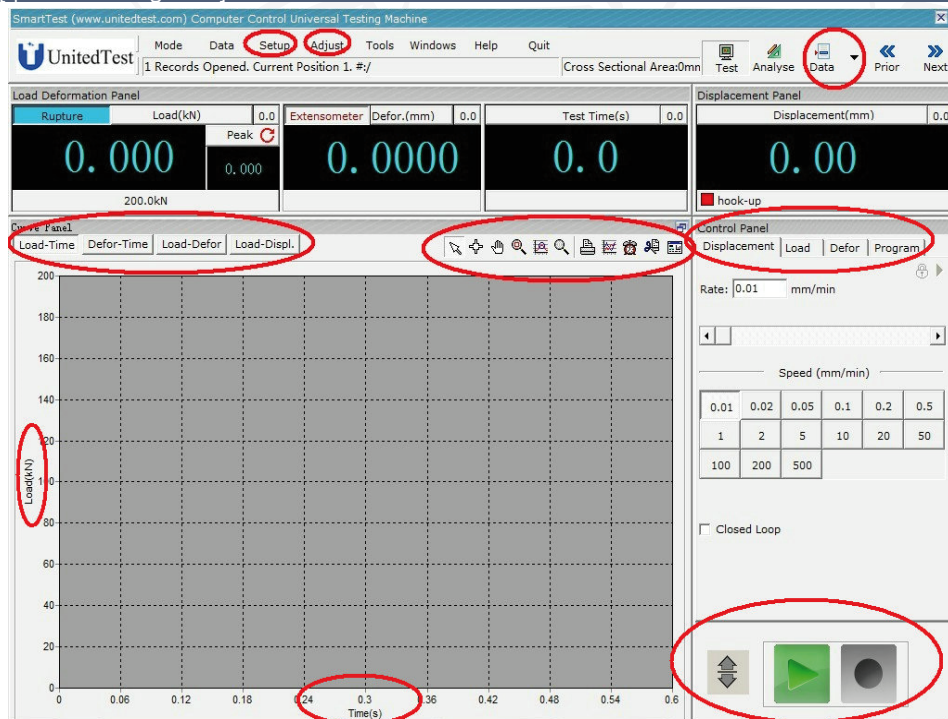 SmartTest (www.unitedtest.com) Computer Control Universal Testing Machine
UnitedTest
Mode Data Setup Adjust Tools Windows Help Quit
1 Records Opened. Current Position 1. #:/
Cross Sectional Area:0mn
Test Analyse Data Prior Next
Load Deformation Panel
Rupture Load(kN) 0.0
Peak
0.000
0.000
200.0kN
Extensometer Defor.(mm) 0.0
0.0000
Test Time(s) 0.0
0.0
Displacement Panel
Displacement(mm) 0.0
0.00
hook-up
Curve Panel
Load-Time Defor-Time Load-Defor Load-Displ.
200
180
160
140
120
100
80
60
40
20
0
Load(kN)
0 0.06 0.12 0.18 0.24 0.3 0.36 0.42 0.48 0.54 0.6
Time(s)
Control Panel
Displacement Load Defor Program
Rate: 0.01 mm/min
Speed (mm/min)
0.01 0.02 0.05 0.1 0.2 0.5
1 2 5 10 20 50
100 200 500
Closed Loop